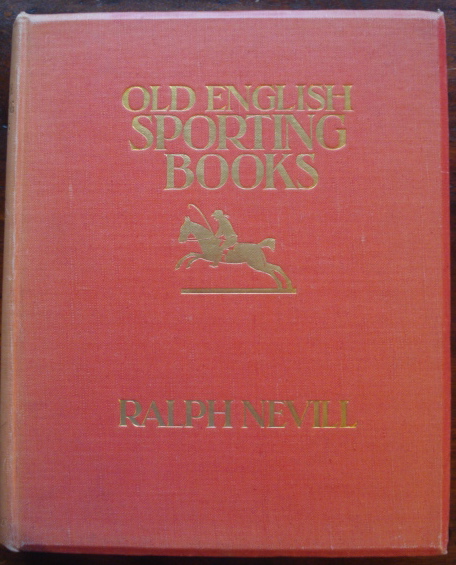 OLD ENGLISH
SPORTING
BOOKS
RALPH NEVILL